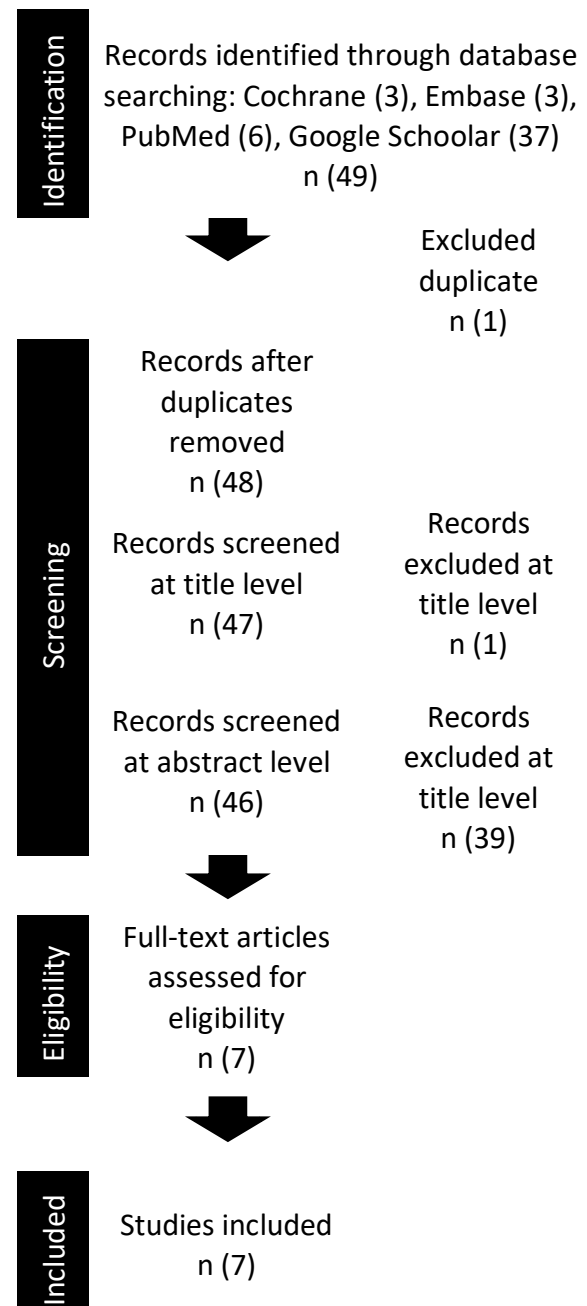 Identification
Records identified through database
searching: Cochrane (3), Embase (3),
PubMed (6), Google Schoolar (37)
n (49)
Excluded
duplicate
n (1)
Screening
Records after
duplicates
removed
n (48)
Records screened
at title level
n (47)
Records
excluded at
title level
n (1)
Records screened
at abstract level
n (46)
Records
excluded at
title level
n (39)
Eligibility
Full-text articles
assessed for
eligibility
n (7)
Included
Studies included
n (7)